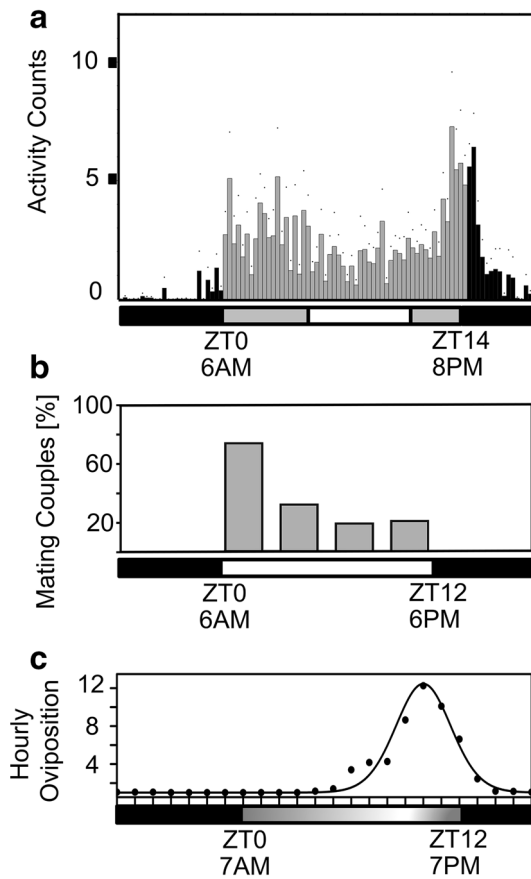 a
Activity Counts
10
5
0
ZT0 ZT14
6AM 8PM
b
Mating Couples [%]
100
60
20
ZT0 ZT12
6AM 6PM
c
Hourly
Oviposition
12
8
4
ZT0 ZT12
7AM 7PM